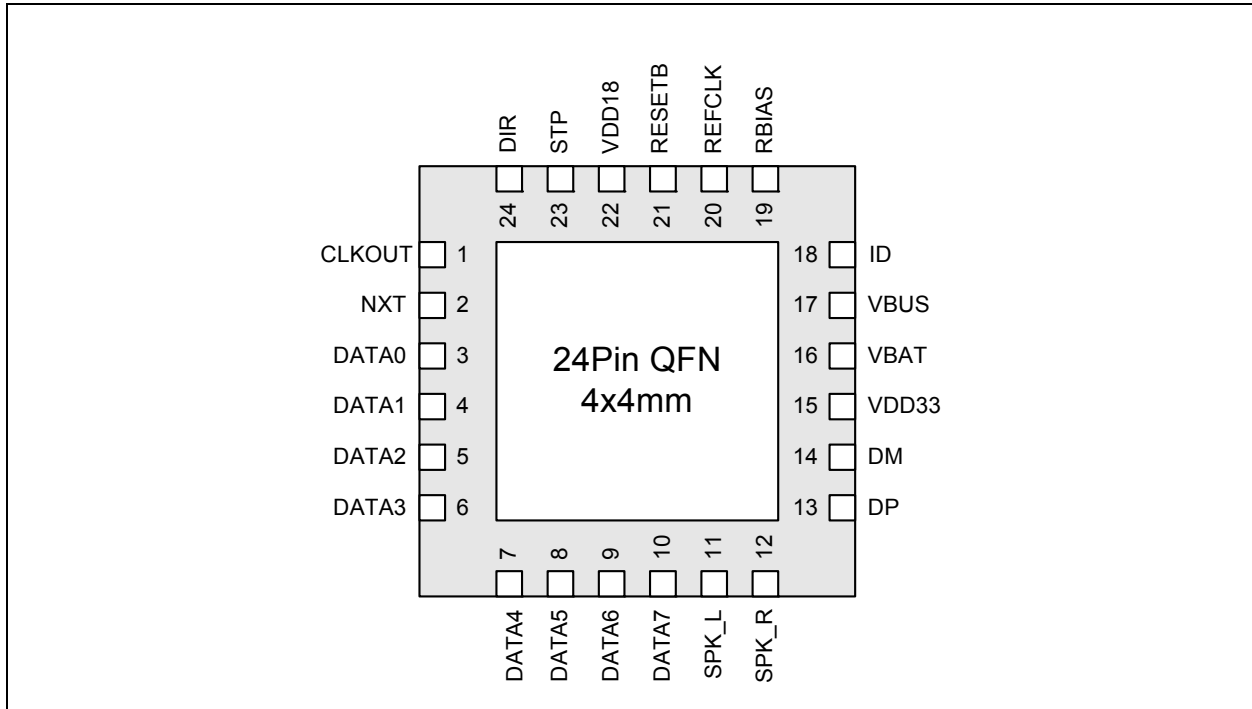 DIR
STP
VDD18
RESETB
REFCLK
RBIAS
24
23
22
21
20
19
CLKOUT 1
NXT 2
DATA0 3
DATA1 4
DATA2 5
DATA3 6
24Pin QFN
4x4mm
18 ID
17 VBUS
16 VBAT
15 VDD33
14 DM
13 DP
7
8
9
10
11
12
DATA4
DATA5
DATA6
DATA7
SPK_L
SPK_R